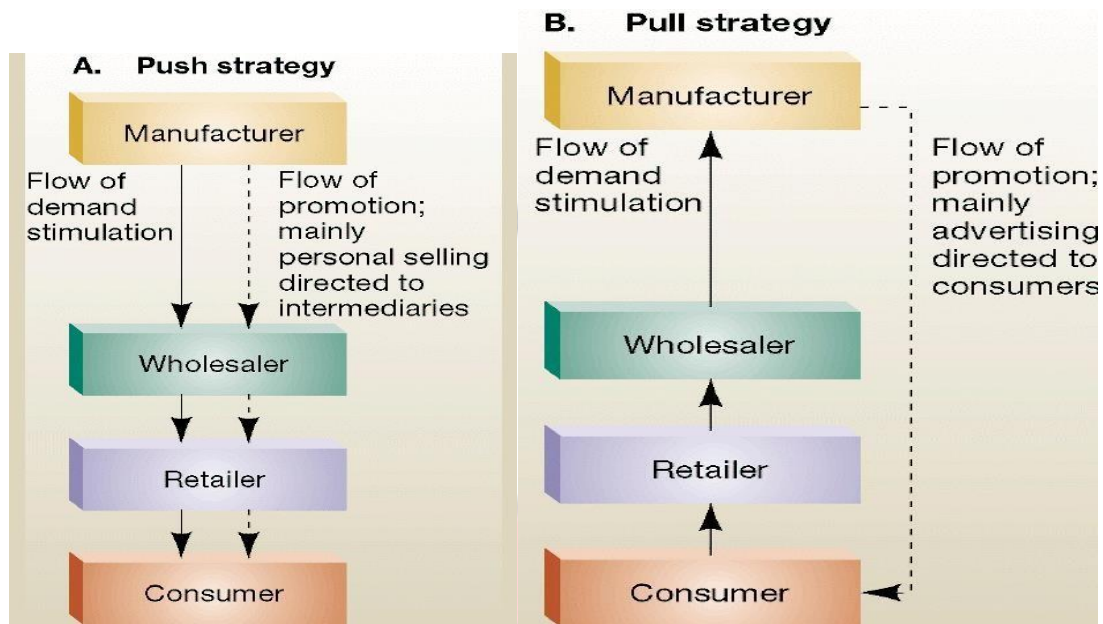 A. Push strategy
Manufacturer
Flow of
demand
stimulation
Flow of
promotion;
mainly
personal selling
directed to
intermediaries
Wholesaler
Retailer
Consumer
B. Pull strategy
Manufacturer
Flow of
demand
stimulation
Flow of
promotion;
mainly
advertising
directed to
consumers
Wholesaler
Retailer
Consumer